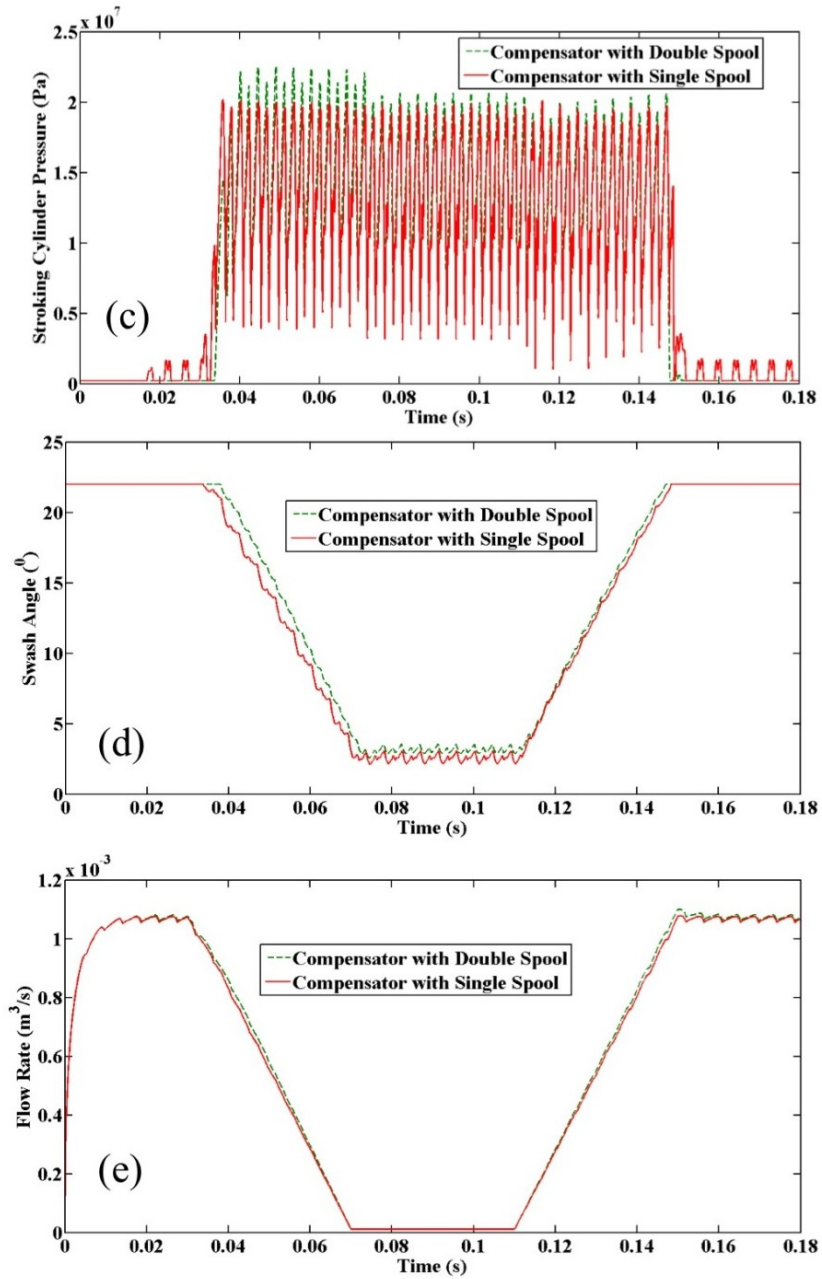 x 10^7
2.5
2
1.5
1
0.5
0
Stroking Cylinder Pressure (Pa)
Compensator with Double Spool
Compensator with Single Spool
(c)
0 0.02 0.04 0.06 0.08 0.1 0.12 0.14 0.16 0.18
Time (s)
25
20
15
10
5
0
Swash Angle (⁰)
Compensator with Double Spool
Compensator with Single Spool
(d)
0 0.02 0.04 0.06 0.08 0.1 0.12 0.14 0.16 0.18
Time (s)
x 10^-3
1.2
1
0.8
0.6
0.4
0.2
0
Flow Rate (m³/s)
Compensator with Double Spool
Compensator with Single Spool
(e)
0 0.02 0.04 0.06 0.08 0.1 0.12 0.14 0.16 0.18
Time (s)